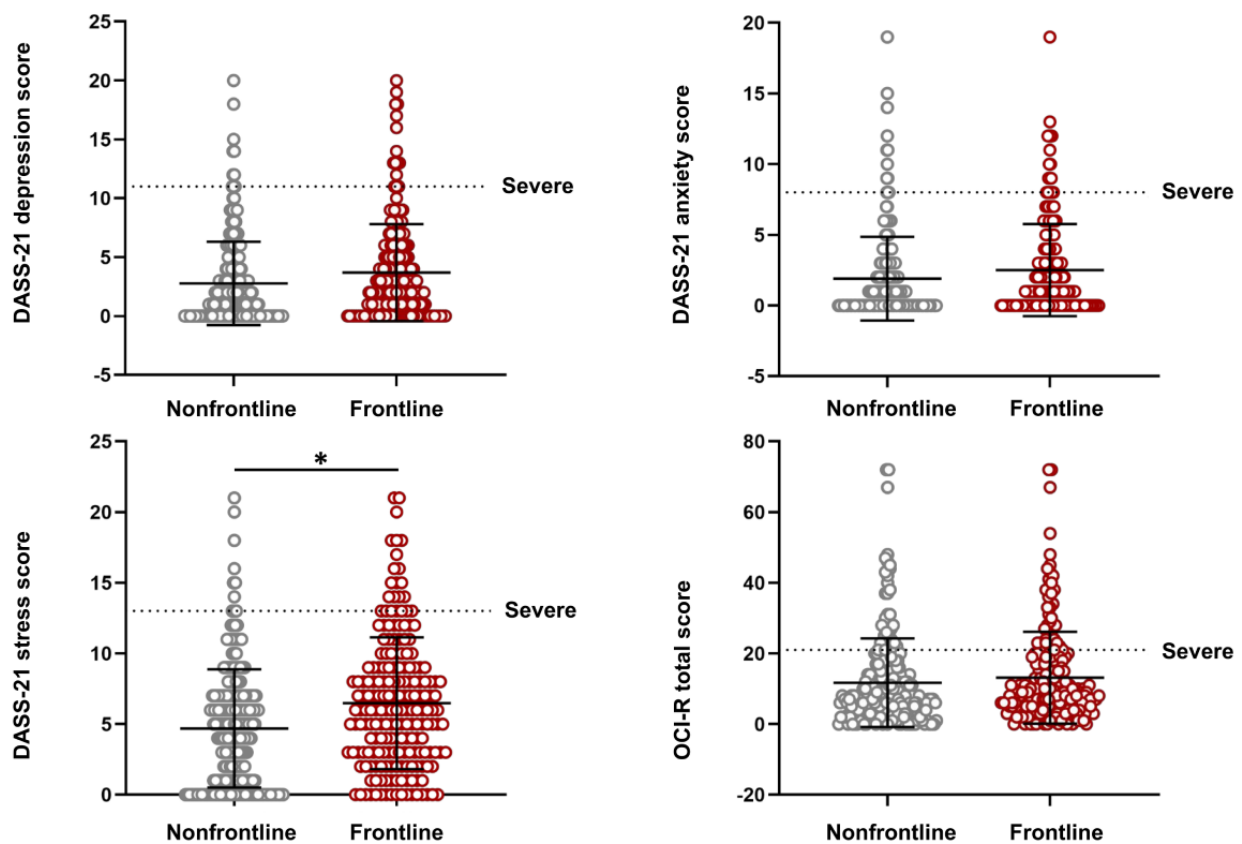 DASS-21 depression score
25
20
15
10
5
0
-5
Severe
Nonfrontline Frontline
DASS-21 anxiety score
20
15
10
5
0
-5
Severe
Nonfrontline Frontline
DASS-21 stress score
25
20
15
10
5
0
*
Severe
Nonfrontline Frontline
OCI-R total score
80
60
40
20
0
-20
Severe
Nonfrontline Frontline